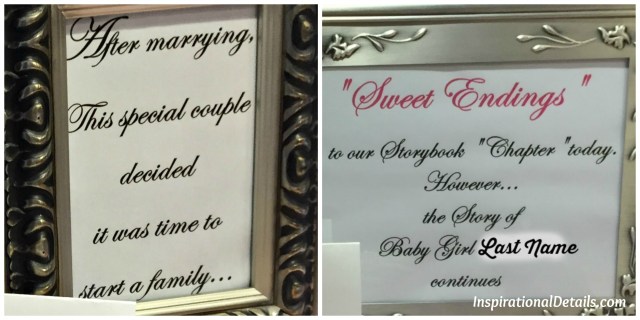 After marrying,
This special couple
decided
it was time to
start a family...
"Sweet Endings"
to our Storybook "Chapter" today.
However...
the Story of
Baby Girl Last Name
continues
InspirationalDetails.com